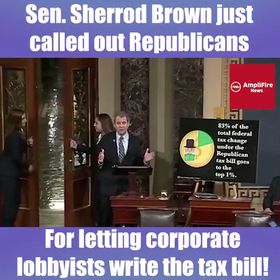 Sen. Sherrod Brown just
called out Republicans
AmpliFire
News
83% of the
total federal
tax change
under the
Republican
tax bill goes
to the
top 1%.
For letting corporate
lobbyists write the tax bill!